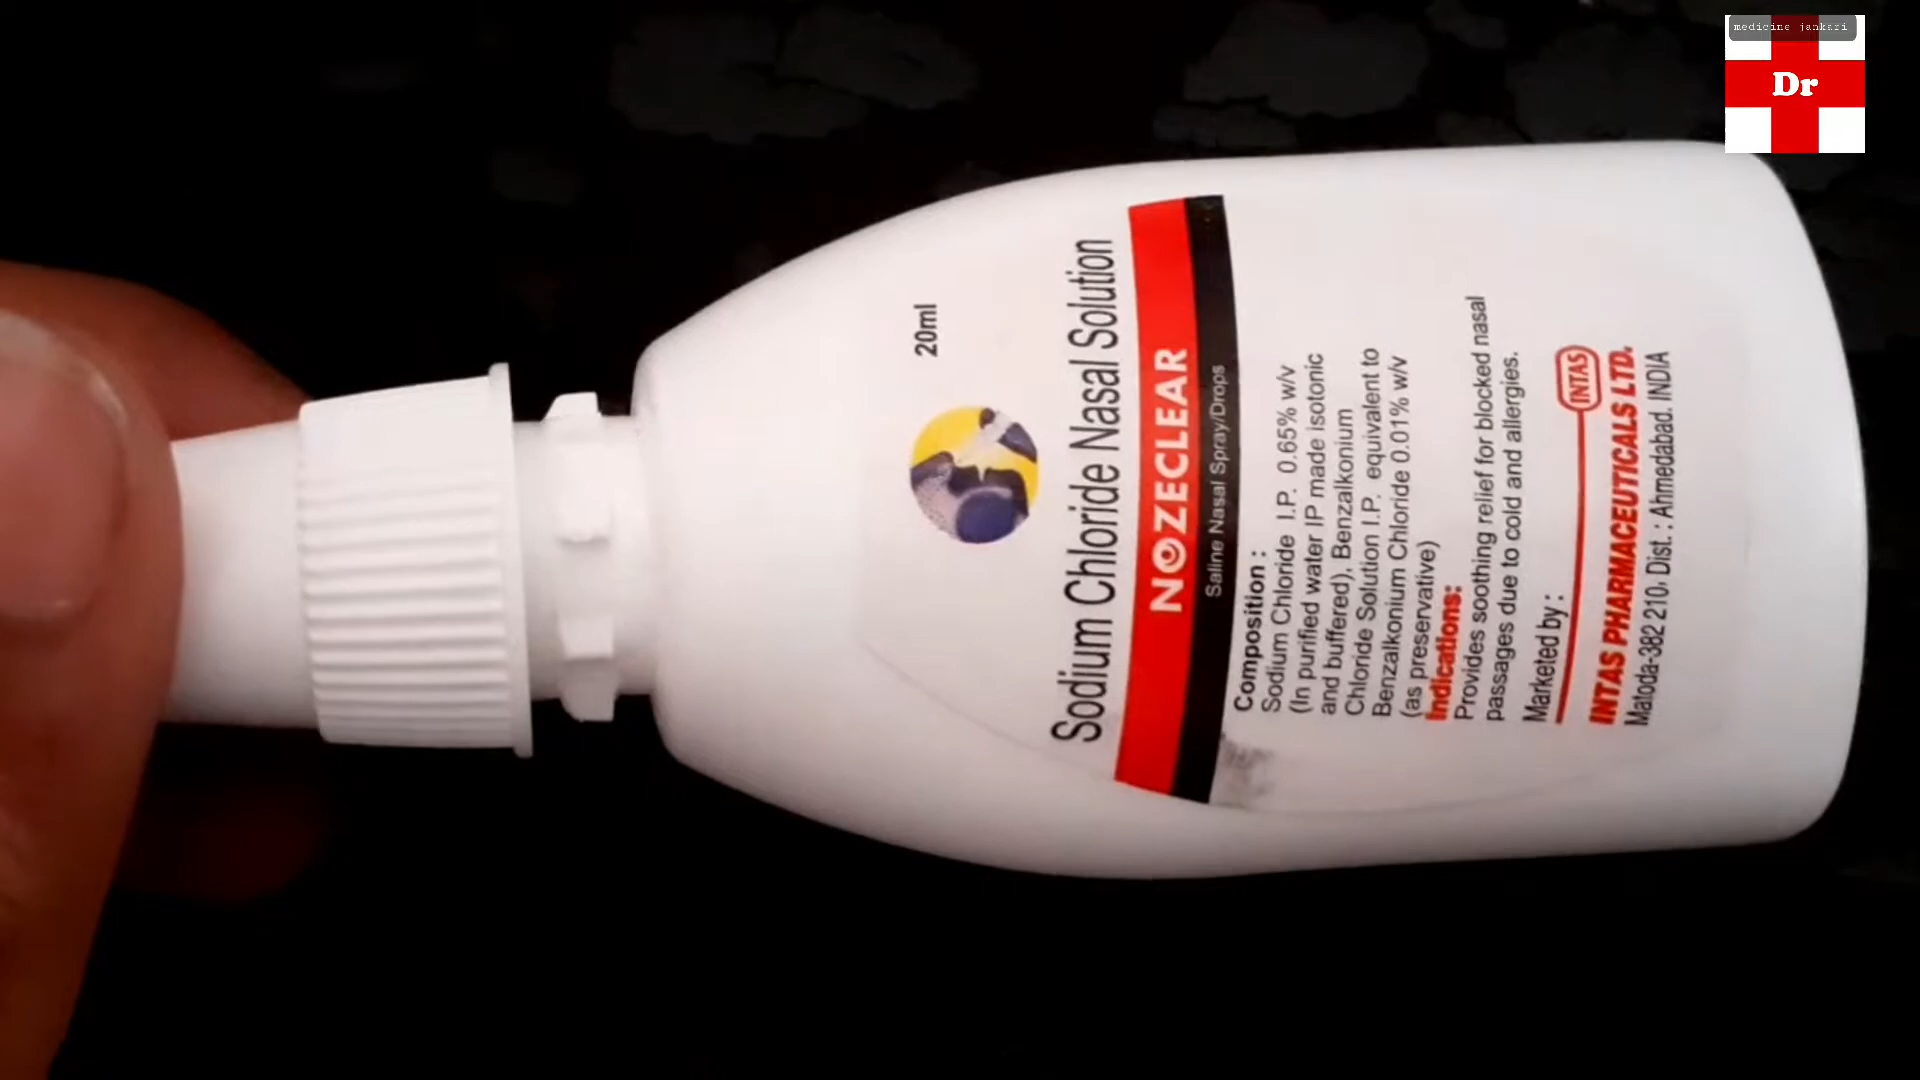 medicine jankari
Dr
20ml
Sodium Chloride Nasal Solution
NOZECLEAR
Saline Nasal Spray/Drops
Composition :
Sodium Chloride I.P. 0.65% w/v
(In purified water IP made isotonic
and buffered), Benzalkonium
Chloride Solution I.P. equivalent to
Benzalkonium Chloride 0.01% w/v
(as preservative)
Indications:
Provides soothing relief for blocked nasal
passages due to cold and allergies.
Marketed by :
INTAS
INTAS PHARMACEUTICALS LTD.
Matoda-382 210, Dist. : Ahmedabad. INDIA